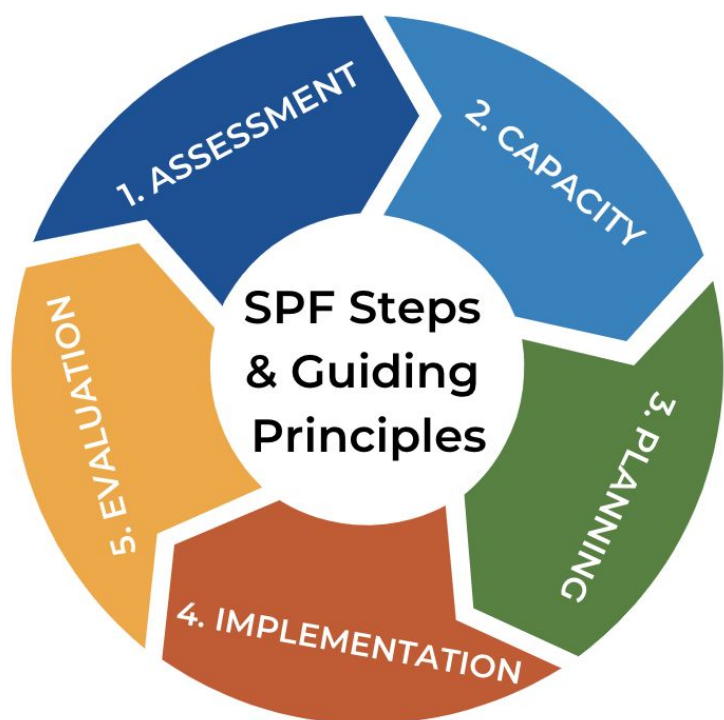 1. ASSESSMENT
2. CAPACITY
3. PLANNING
4. IMPLEMENTATION
5. EVALUATION
SPF Steps
& Guiding
Principles